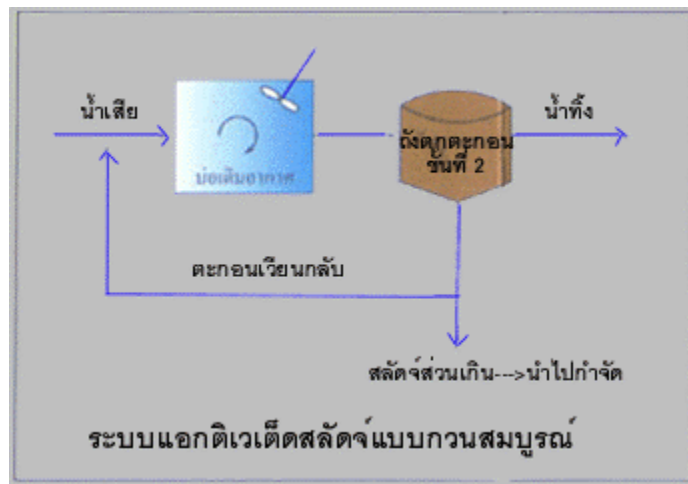 น้ำเสีย
น้ำทิ้ง
บ่อเติมอากาศ
ถังตกตะกอน
ขั้นที่ 2
ตะกอนเวียนกลับ
สลัดจ์ส่วนเกิน--->นำไปกำจัด
ระบบแอกติเวเต็ดสลัดจ์แบบกวนสมบูรณ์